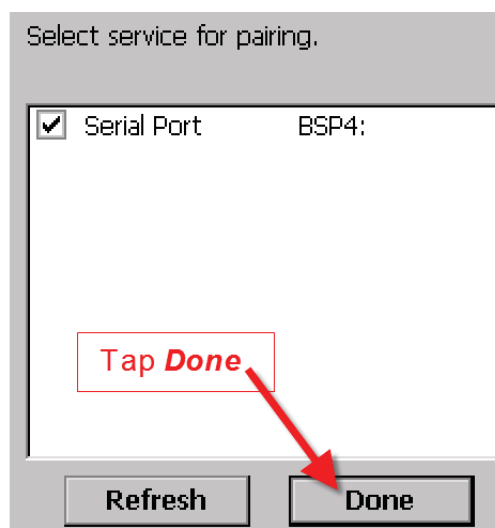 Select service for pairing.
Serial Port BSP4:
Tap Done
Refresh Done